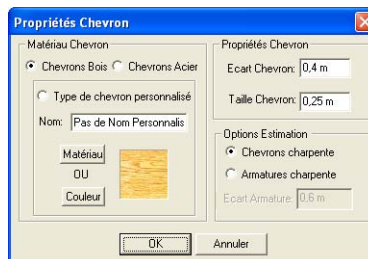 Propriétés Chevron
Matériau Chevron
Chevrons Bois
Chevrons Acier
Type de chevron personnalisé
Nom: Pas de Nom Personnalis
Matériau
OU
Couleur
Propriétés Chevron
Ecart Chevron: 0,4 m
Taille Chevron: 0,25 m
Options Estimation
Chevrons charpente
Armatures charpente
Ecart Armature: 0,6 m
OK
Annuler